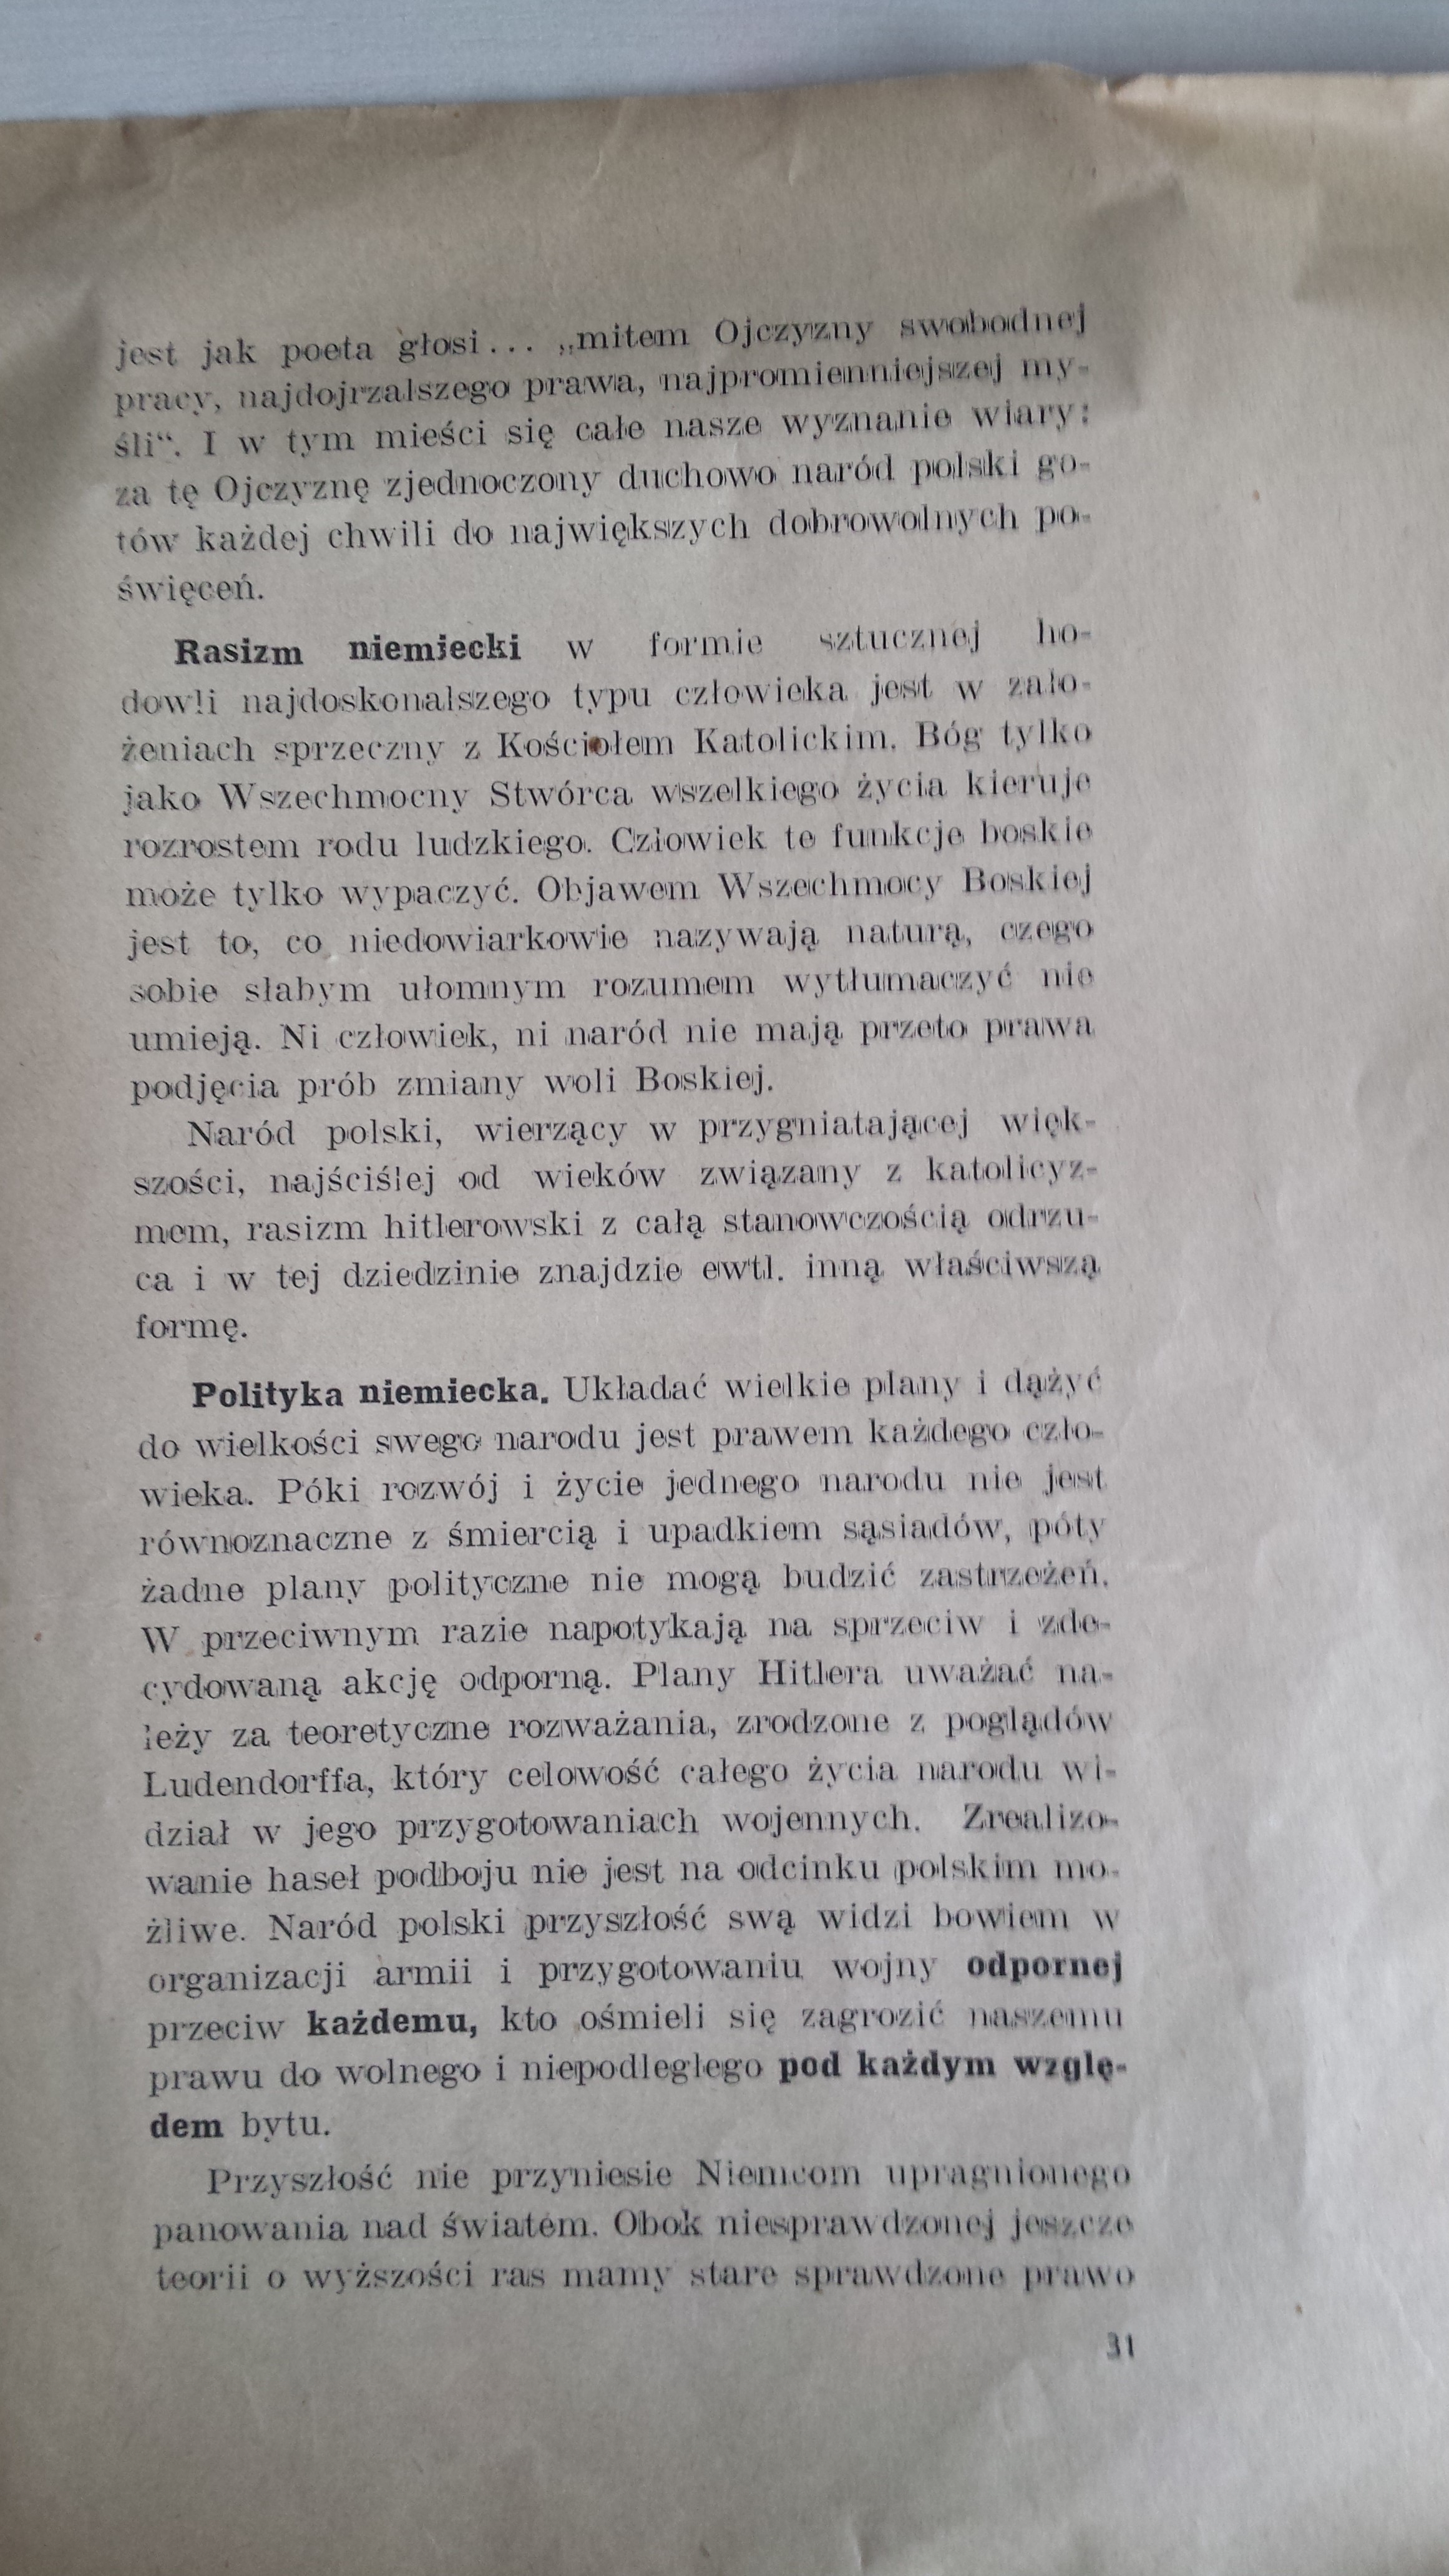 jest jak poeta głosi... „mitem Ojczyzny swobodnej
pracy, najdojrzalszego prawa, najpromienniejszej my-
śli“. I w tym mieści się całe nasze wyznanie wiary:
za tę Ojczyznę zjednoczony duchowo naród polski go-
tów każdej chwili do największych dobrowolnych po-
święceń.
Rasizm niemiecki w formie sztucznej ho-
dowli najdoskonalszego typu człowieka jest w zało-
żeniach sprzeczny z Kościołem Katolickim. Bóg tylko
jako Wszechmocny Stwórca wszelkiego życia kieruje
rozrostem rodu ludzkiego. Człowiek te funkcje boskie
może tylko wypaczyć. Objawem Wszechmocy Boskiej
jest to, co niedowiarkowie nazywają naturą, czego
sobie słabym ułomnym rozumem wytłumaczyć nie
umieją. Ni człowiek, ni naród nie mają przeto prawa
podjęcia prób zmiany woli Boskiej.
Naród polski, wierzący w przygniatającej więk-
szości, najściślej od wieków związany z katolicyz-
mem, rasizm hitlerowski z całą stanowczością odrzu-
ca i w tej dziedzinie znajdzie ewtl. inną właściwszą
formę.
Polityka niemiecka. Układać wielkie plany i dążyć
do wielkości swego narodu jest prawem każdego czło-
wieka. Póki rozwój i życie jednego narodu nie jest
równoznaczne z śmiercią i upadkiem sąsiadów, póty
żadne plany polityczne nie mogą budzić zastrzeżeń.
W przeciwnym razie napotykają na sprzeciw i zde-
cydowaną akcję odporną. Plany Hitlera uważać na-
leży za teoretyczne rozważania, zrodzone z poglądów
Ludendorffa, który celowość całego życia narodu wi-
dział w jego przygotowaniach wojennych. Zrealizo-
wanie haseł podboju nie jest na odcinku polskim mo-
żliwe. Naród polski przyszłość swą widzi bowiem w
organizacji armii i przygotowaniu wojny odpornej
przeciw każdemu, kto ośmieli się zagrozić naszemu
prawu do wolnego i niepodległego pod każdym wzglę-
dem bytu.
Przyszłość nie przyniesie Niemcom upragnionego
panowania nad światem. Obok niesprawdzonej jeszcze
teorii o wyższości ras mamy stare sprawdzone prawo
31